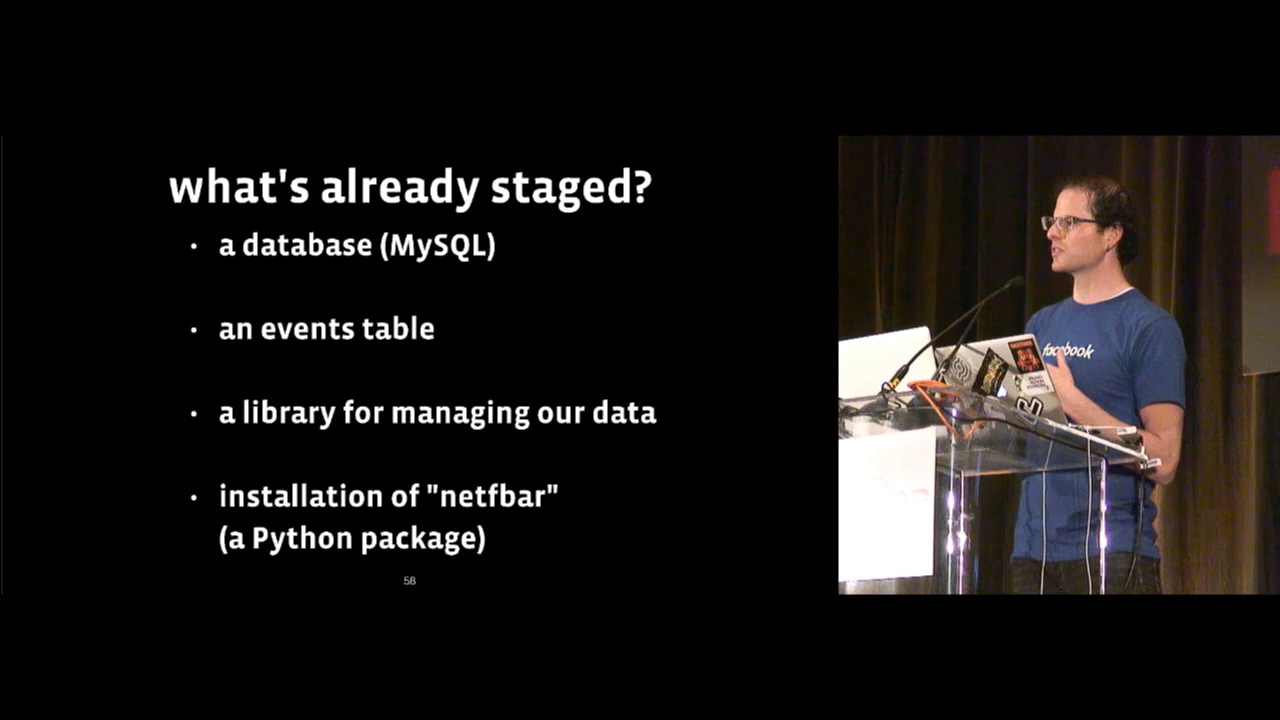 what's already staged?
• a database (MySQL)
• an events table
• a library for managing our data
• installation of "netfbar"
(a Python package)
58
facebook